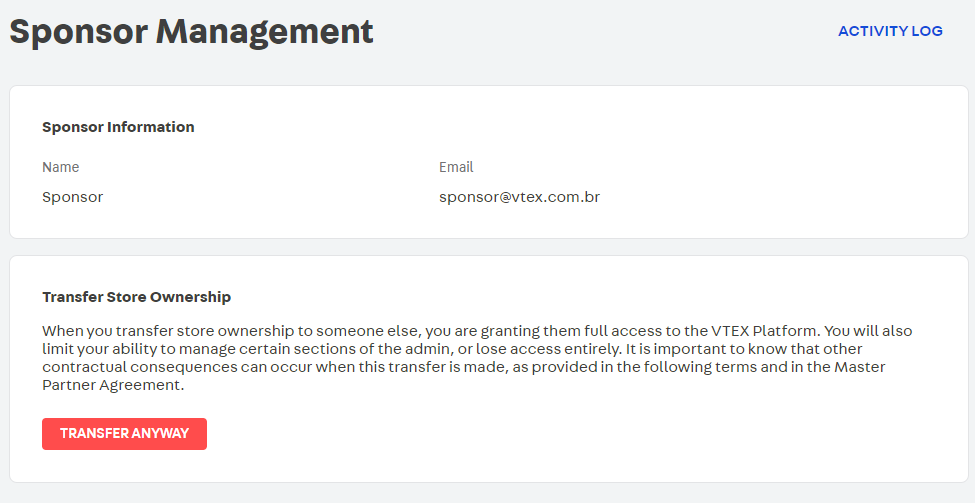 Sponsor Management
ACTIVITY LOG
Sponsor Information
Name
Email
Sponsor
sponsor@vtex.com.br
Transfer Store Ownership
When you transfer store ownership to someone else, you are granting them full access to the VTEX Platform. You will also
limit your ability to manage certain sections of the admin, or lose access entirely. It is important to know that other
contractual consequences can occur when this transfer is made, as provided in the following terms and in the Master
Partner Agreement.
TRANSFER ANYWAY